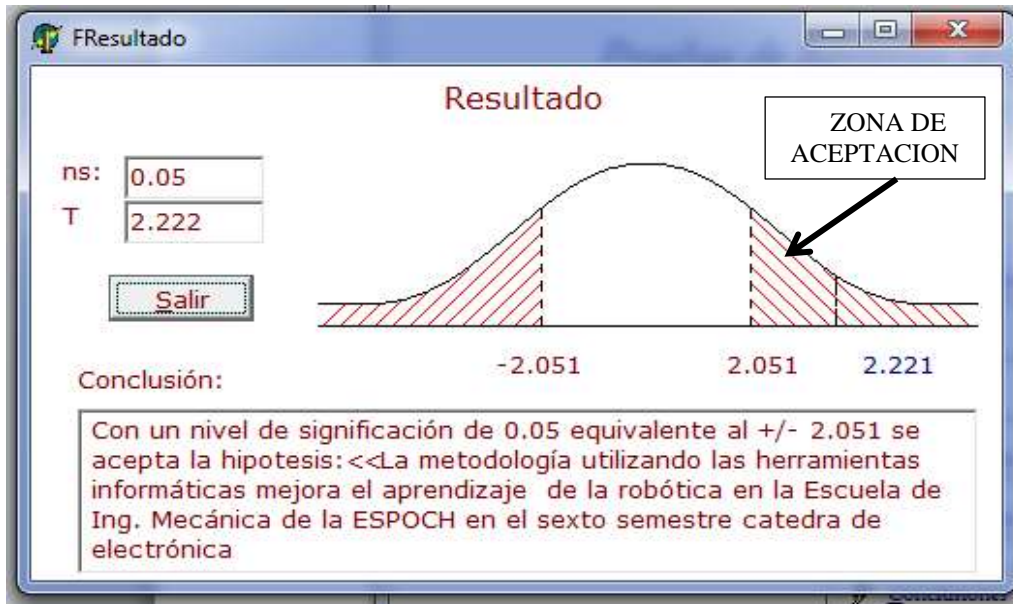 FResultado
Resultado
ZONA DE
ACEPTACION
ns: 0.05
T 2.222
Salir
-2.051 2.051 2.221
Conclusión:
Con un nivel de significación de 0.05 equivalente al +/- 2.051 se
acepta la hipotesis:<<La metodología utilizando las herramientas
informáticas mejora el aprendizaje de la robótica en la Escuela de
Ing. Mecánica de la ESPOCH en el sexto semestre catedra de
electrónica